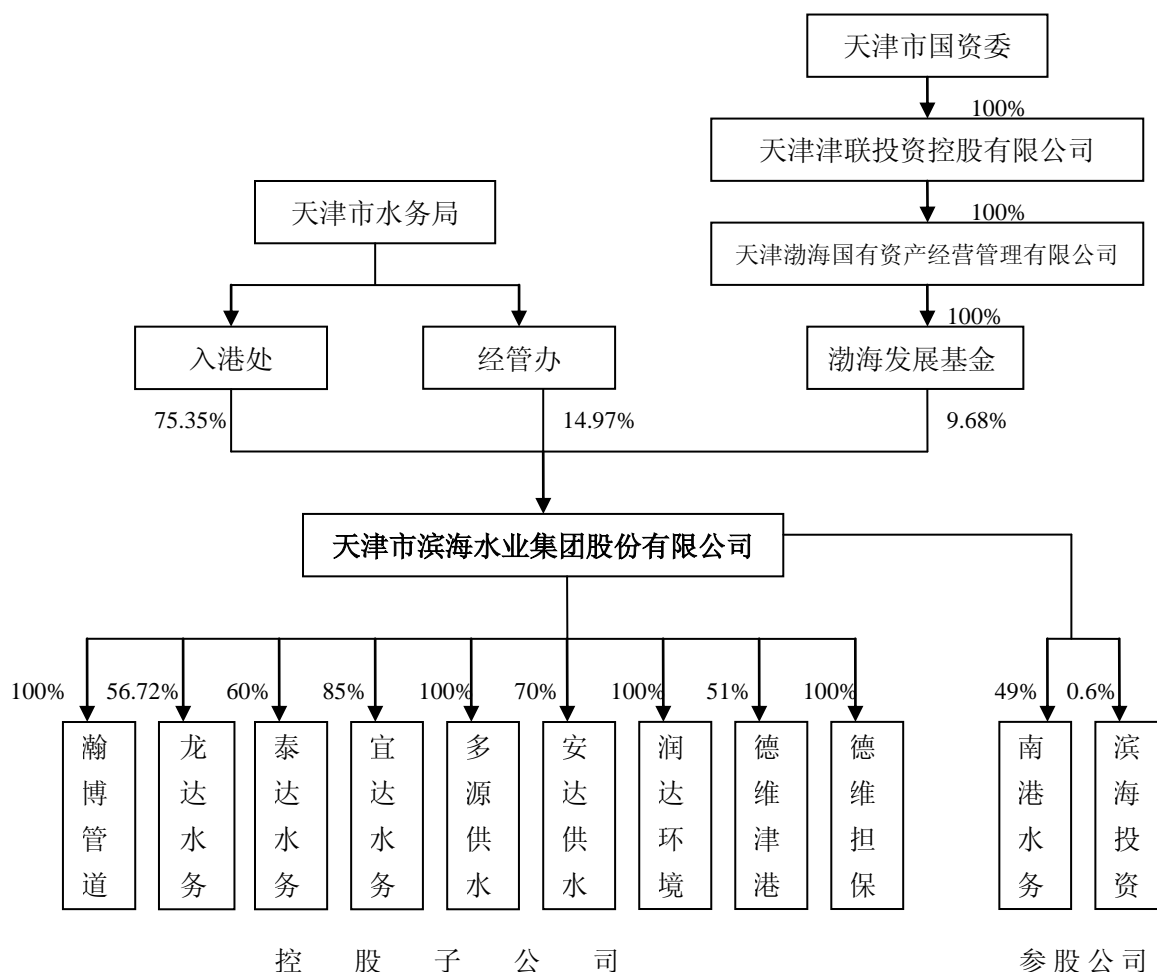 天津市国资委
100%
天津津联投资控股有限公司
100%
天津市水务局
天津渤海国有资产经营管理有限公司
100%
入港处
经管办
渤海发展基金
75.35%
14.97%
9.68%
天津市滨海水业集团股份有限公司
100%
56.72%
60%
85%
100%
70%
100%
51%
100%
49%
0.6%
瀚博管道
龙达水务
泰达水务
宜达水务
多源供水
安达供水
润达环境
德维津港
德维担保
南港水务
滨海投资
控股子公司
参股公司